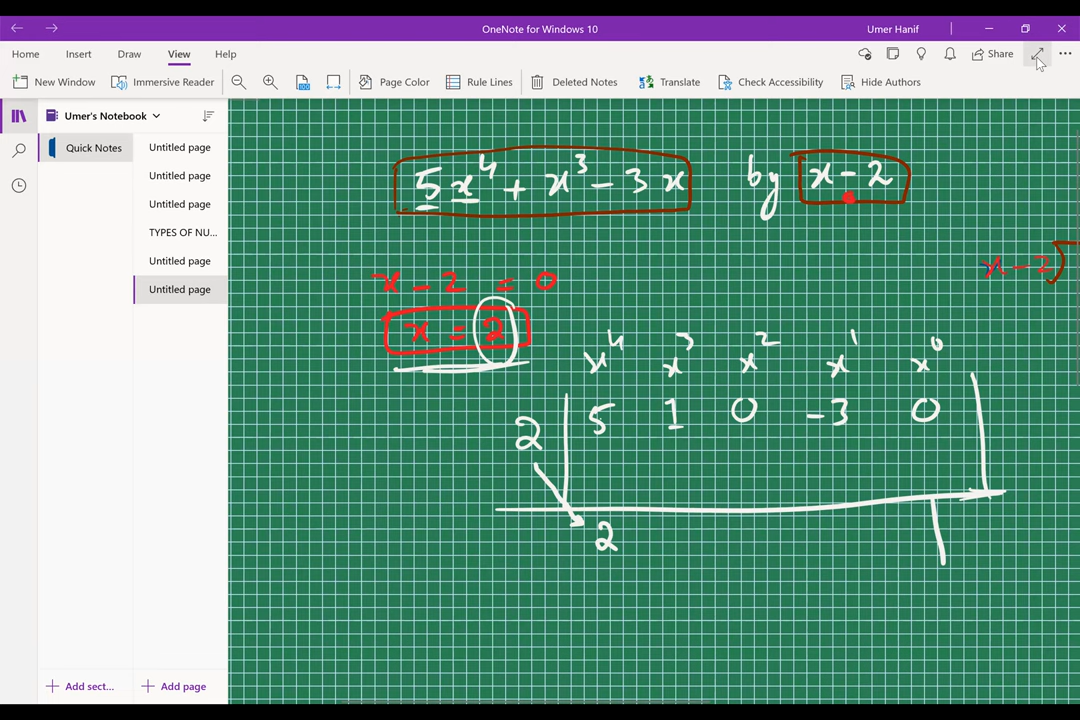 OneNote for Windows 10
Umer Hanif
Home Insert Draw View Help
Share
New Window Immersive Reader Page Color Rule Lines Deleted Notes Translate Check Accessibility Hide Authors
Umer's Notebook
Quick Notes
Untitled page
Untitled page
Untitled page
TYPES OF NU...
Untitled page
Untitled page
5x⁴ + x³ - 3x by x - 2
x - 2
x - 2 = 0
x = 2
x⁴ x³ x² x¹ x⁰
2 5 1 0 -3 0
2
Add sect... Add page